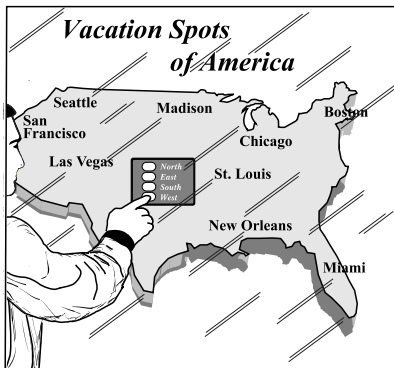 Vacation Spots
of America
Seattle
Madison
Boston
San
Francisco
Chicago
Las Vegas
North
East
South
West
St. Louis
New Orleans
Miami